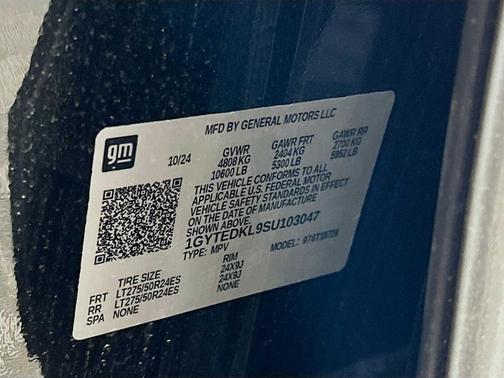 MFD BY GENERAL MOTORS LLC
gm
10/24 GVWR GAWR FRT GAWR RR
4808 KG 2404 KG 2700 KG
10600 LB 5300 LB 5952 LB
THIS VEHICLE CONFORMS TO ALL
APPLICABLE U.S. FEDERAL MOTOR
VEHICLE SAFETY STANDARDS IN EFFECT
ON THE DATE OF MANUFACTURE
SHOWN ABOVE.
1GYTEDKL9SU103047
TYPE: MPV MODEL:
TIRE SIZE RIM
FRT LT275/50R24ES 24X9J
RR LT275/50R24ES 24X9J
SPA NONE NONE